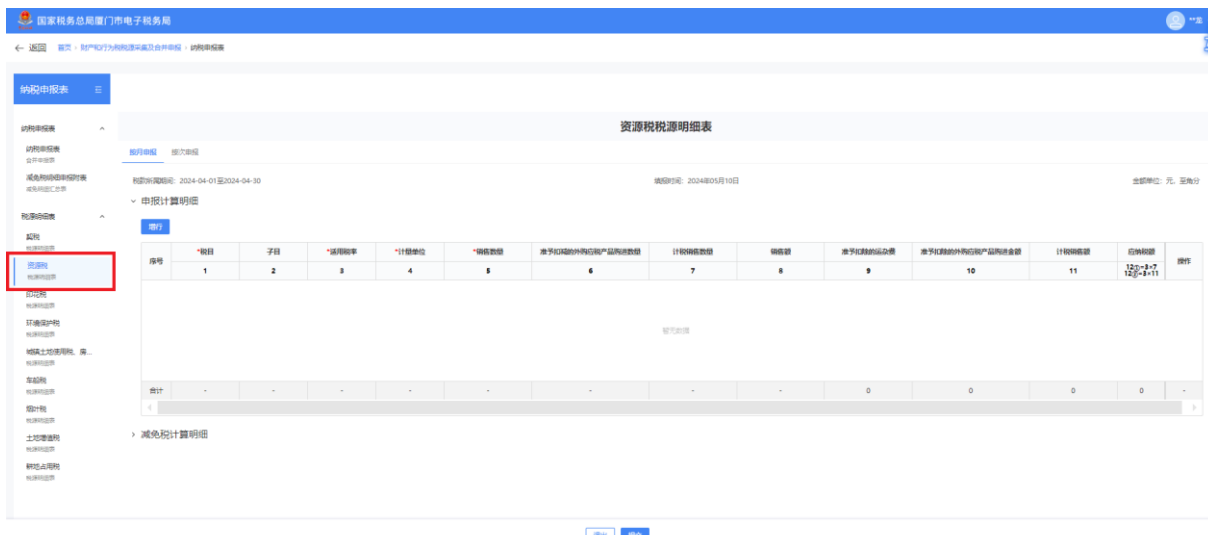 国家税务总局厦门市电子税务局
**龙
← 返回 首页 › 财产和行为税税源采集及合并申报 › 纳税申报表
纳税申报表
纳税申报表
纳税申报表
合并申报表
减免税明细申报附表
减免明细汇总表
税源明细表
契税
税源明细表
资源税
税源明细表
印花税
税源明细表
环境保护税
税源明细表
城镇土地使用税、房...
税源明细表
车船税
税源明细表
烟叶税
税源明细表
土地增值税
税源明细表
耕地占用税
税源明细表
资源税税源明细表
按月申报 按次申报
税款所属期间：2024-04-01至2024-04-30 填报时间：2024年05月10日 金额单位：元，至角分
申报计算明细
增行
序号 *税目 子目 *适用税率 *计量单位 *销售数量 准予扣减的外购应税产品购进数量 计税销售数量 销售额 准予扣除的运杂费 准予扣除的外购应税产品购进金额 计税销售额 应纳税额 操作
1 2 3 4 5 6 7 8 9 10 11 12①=3×7
12②=3×11
暂无数据
合计 - - - - - - - - 0 0 0 0 -
减免税计算明细